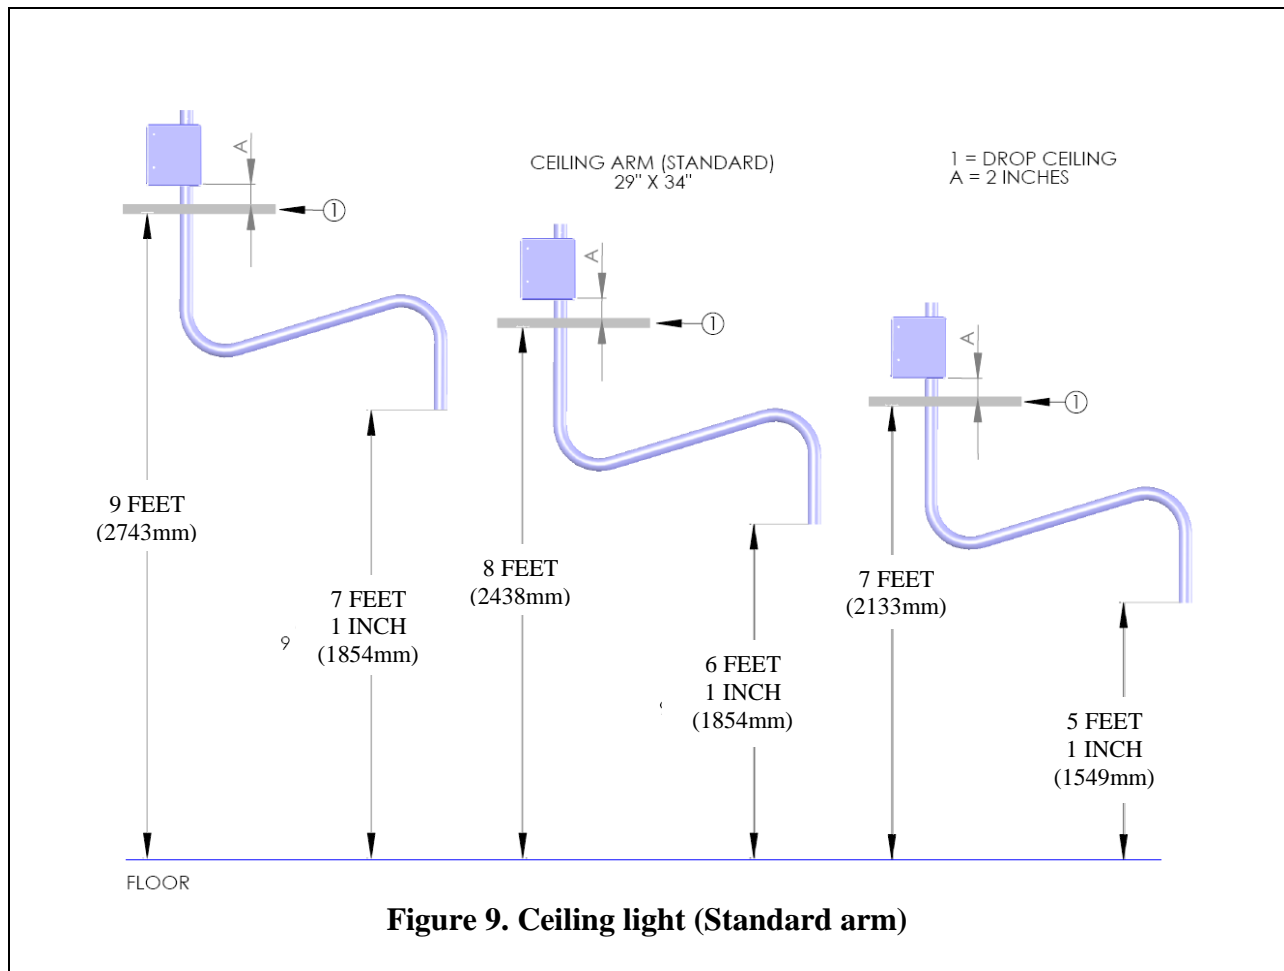 CEILING ARM (STANDARD)
29" X 34"
1 = DROP CEILING
A = 2 INCHES
A
1
A
1
A
1
9 FEET
(2743mm)
7 FEET
1 INCH
(1854mm)
9
8 FEET
(2438mm)
6 FEET
1 INCH
(1854mm)
7 FEET
(2133mm)
5 FEET
1 INCH
(1549mm)
FLOOR
Figure 9. Ceiling light (Standard arm)